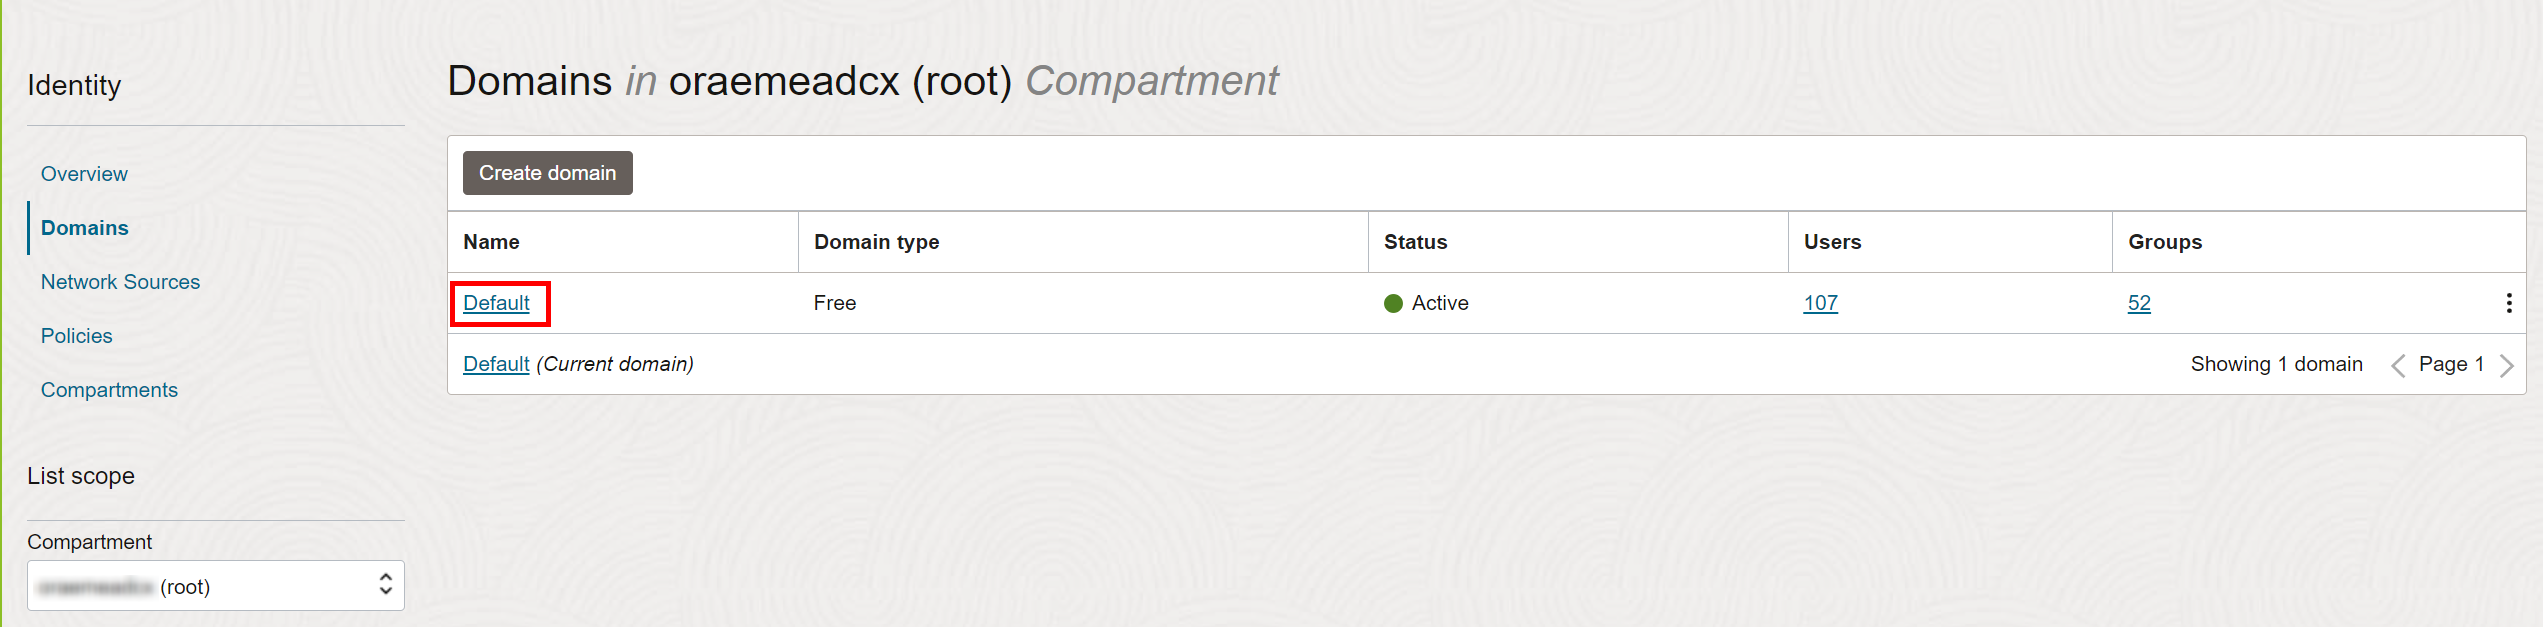 Identity
Overview
Domains
Network Sources
Policies
Compartments
List scope
Compartment
(root)
Domains in oraemeadcx (root) Compartment
Create domain
Name Domain type Status Users Groups
Default Free Active 107 52
Default (Current domain) Showing 1 domain Page 1